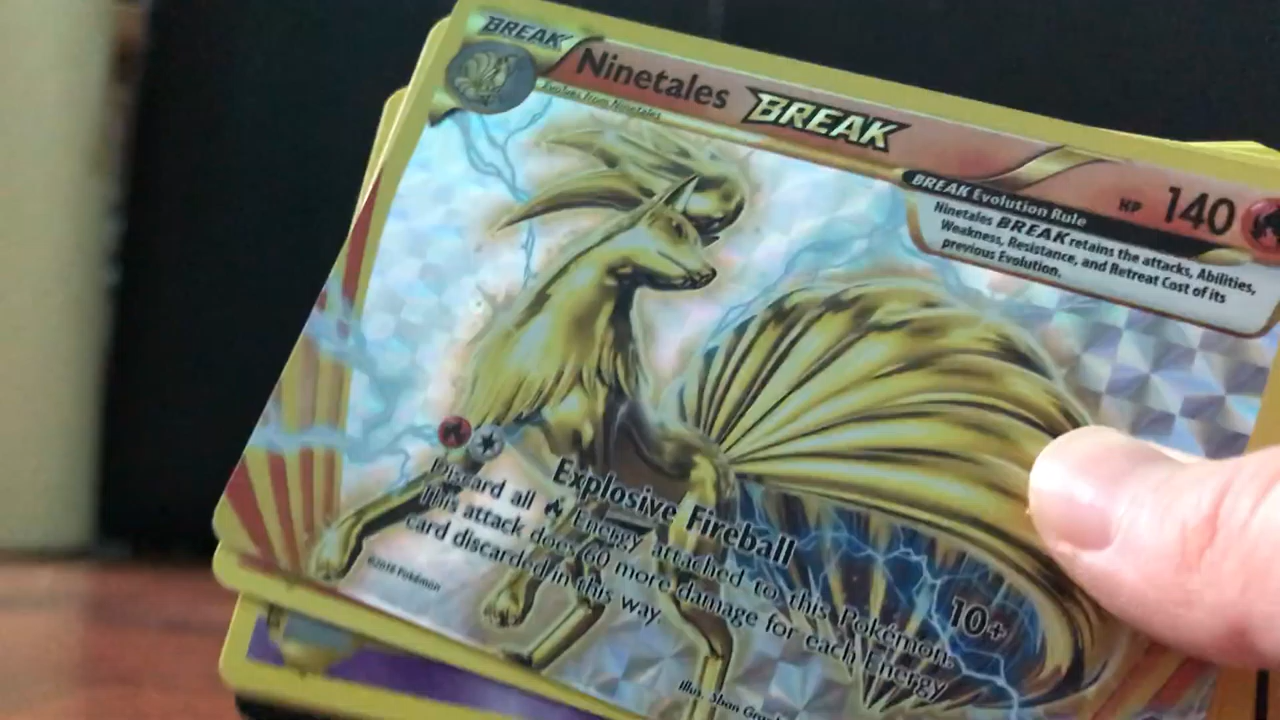 BREAK
Ninetales BREAK
Evolves from Ninetales
HP 140
BREAK Evolution Rule
Ninetales BREAK retains the attacks, Abilities,
Weakness, Resistance, and Retreat Cost of its
previous Evolution.
Explosive Fireball
10+
Discard all Energy attached to this Pokémon.
This attack does 60 more damage for each Energy
card discarded in this way.
©2016 Pokémon
Illus. Shan